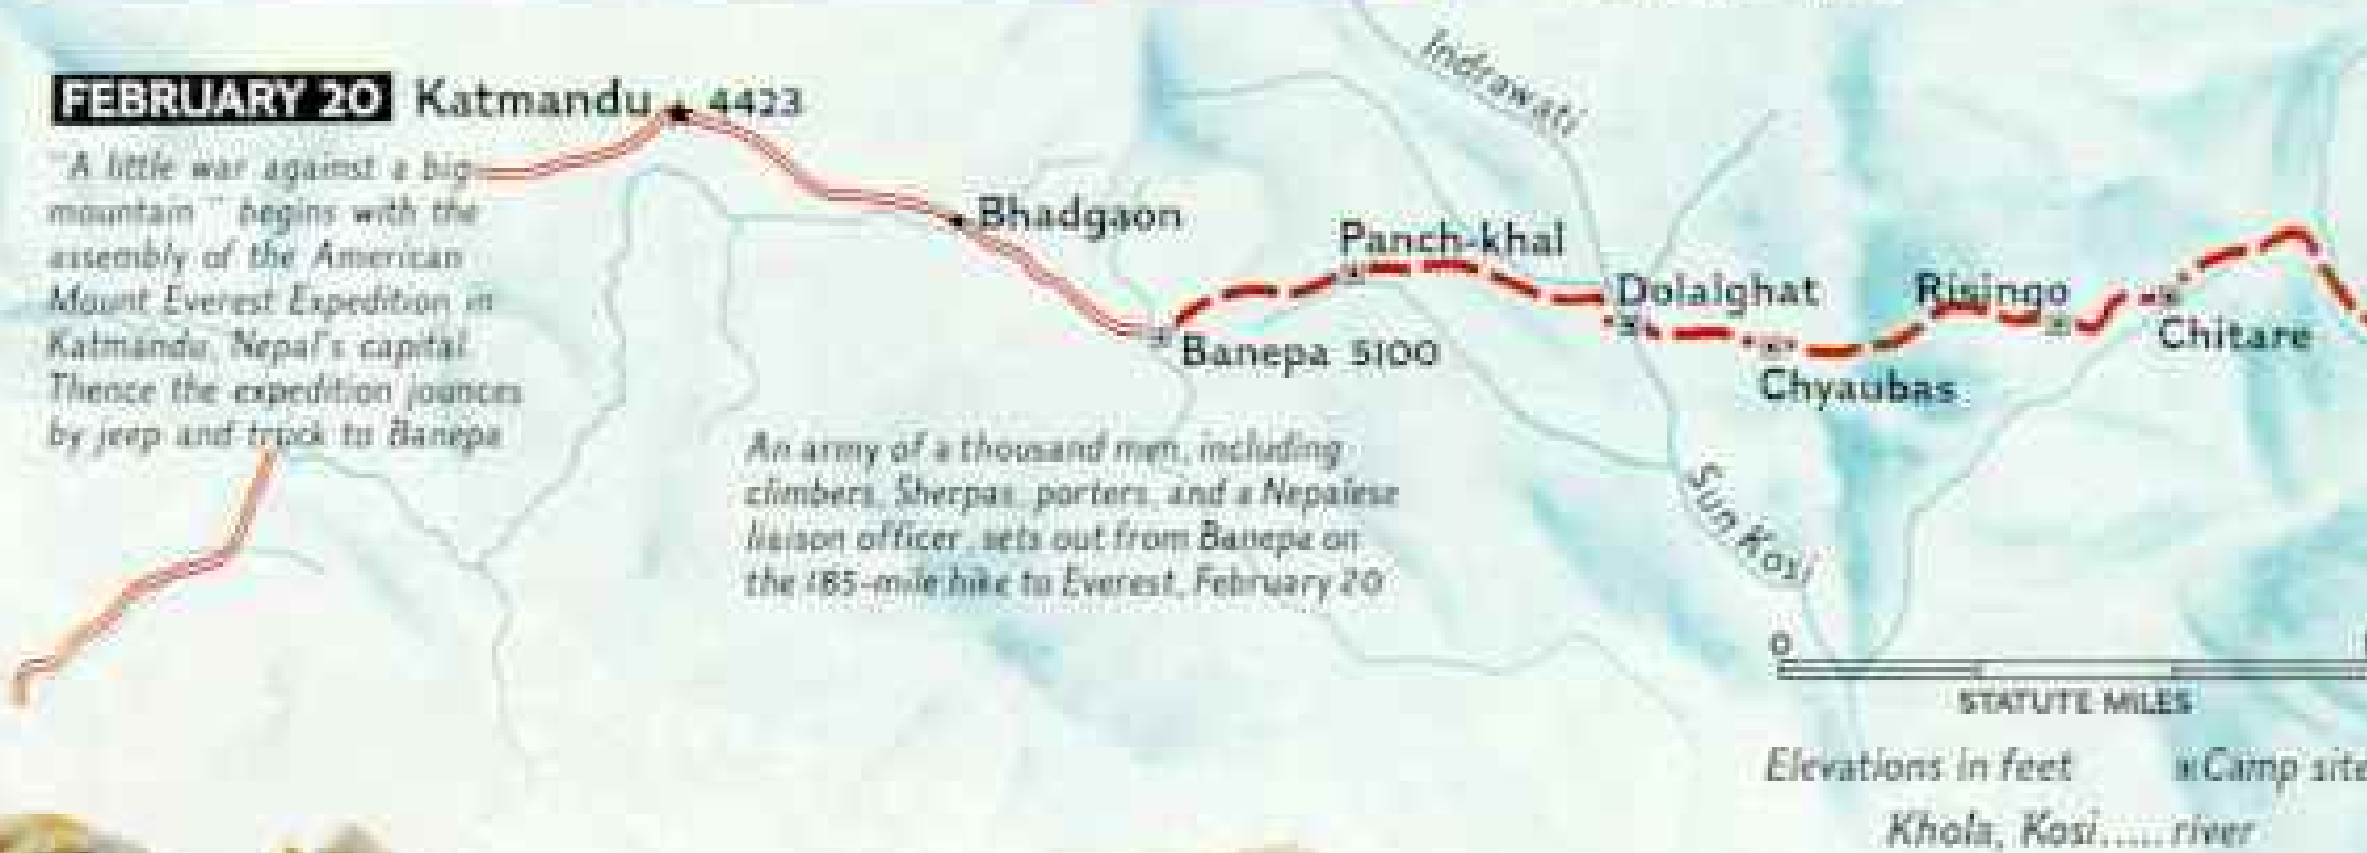 Indrawati
FEBRUARY 20 Katmandu 4423
"A little war against a big
mountain" begins with the
assembly of the American
Mount Everest Expedition in
Katmandu, Nepal's capital.
Thence the expedition jounces
by jeep and truck to Banepa
Bhadgaon
Panch-khal
Banepa 5100
Dolalghat
Chyaubas
Risingo
Chitare
An army of a thousand men, including
climbers, Sherpas, porters, and a Nepalese
liaison officer, sets out from Banepa on
the 185-mile hike to Everest, February 20
Sun Kosi
0
STATUTE MILES
Elevations in feet
Camp site
Khola, Kosi..... river